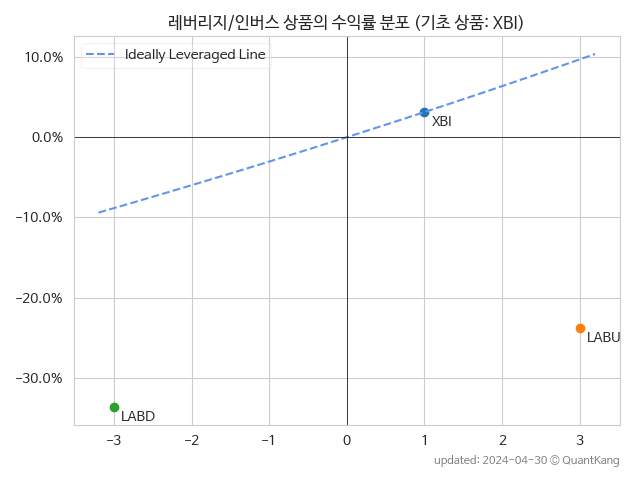 레버리지/인버스 상품의 수익률 분포 (기초 상품: XBI)
Ideally Leveraged Line
10.0%
0.0%
−10.0%
−20.0%
−30.0%
XBI
LABU
LABD
−3 −2 −1 0 1 2 3
updated: 2024-04-30 © QuantKang